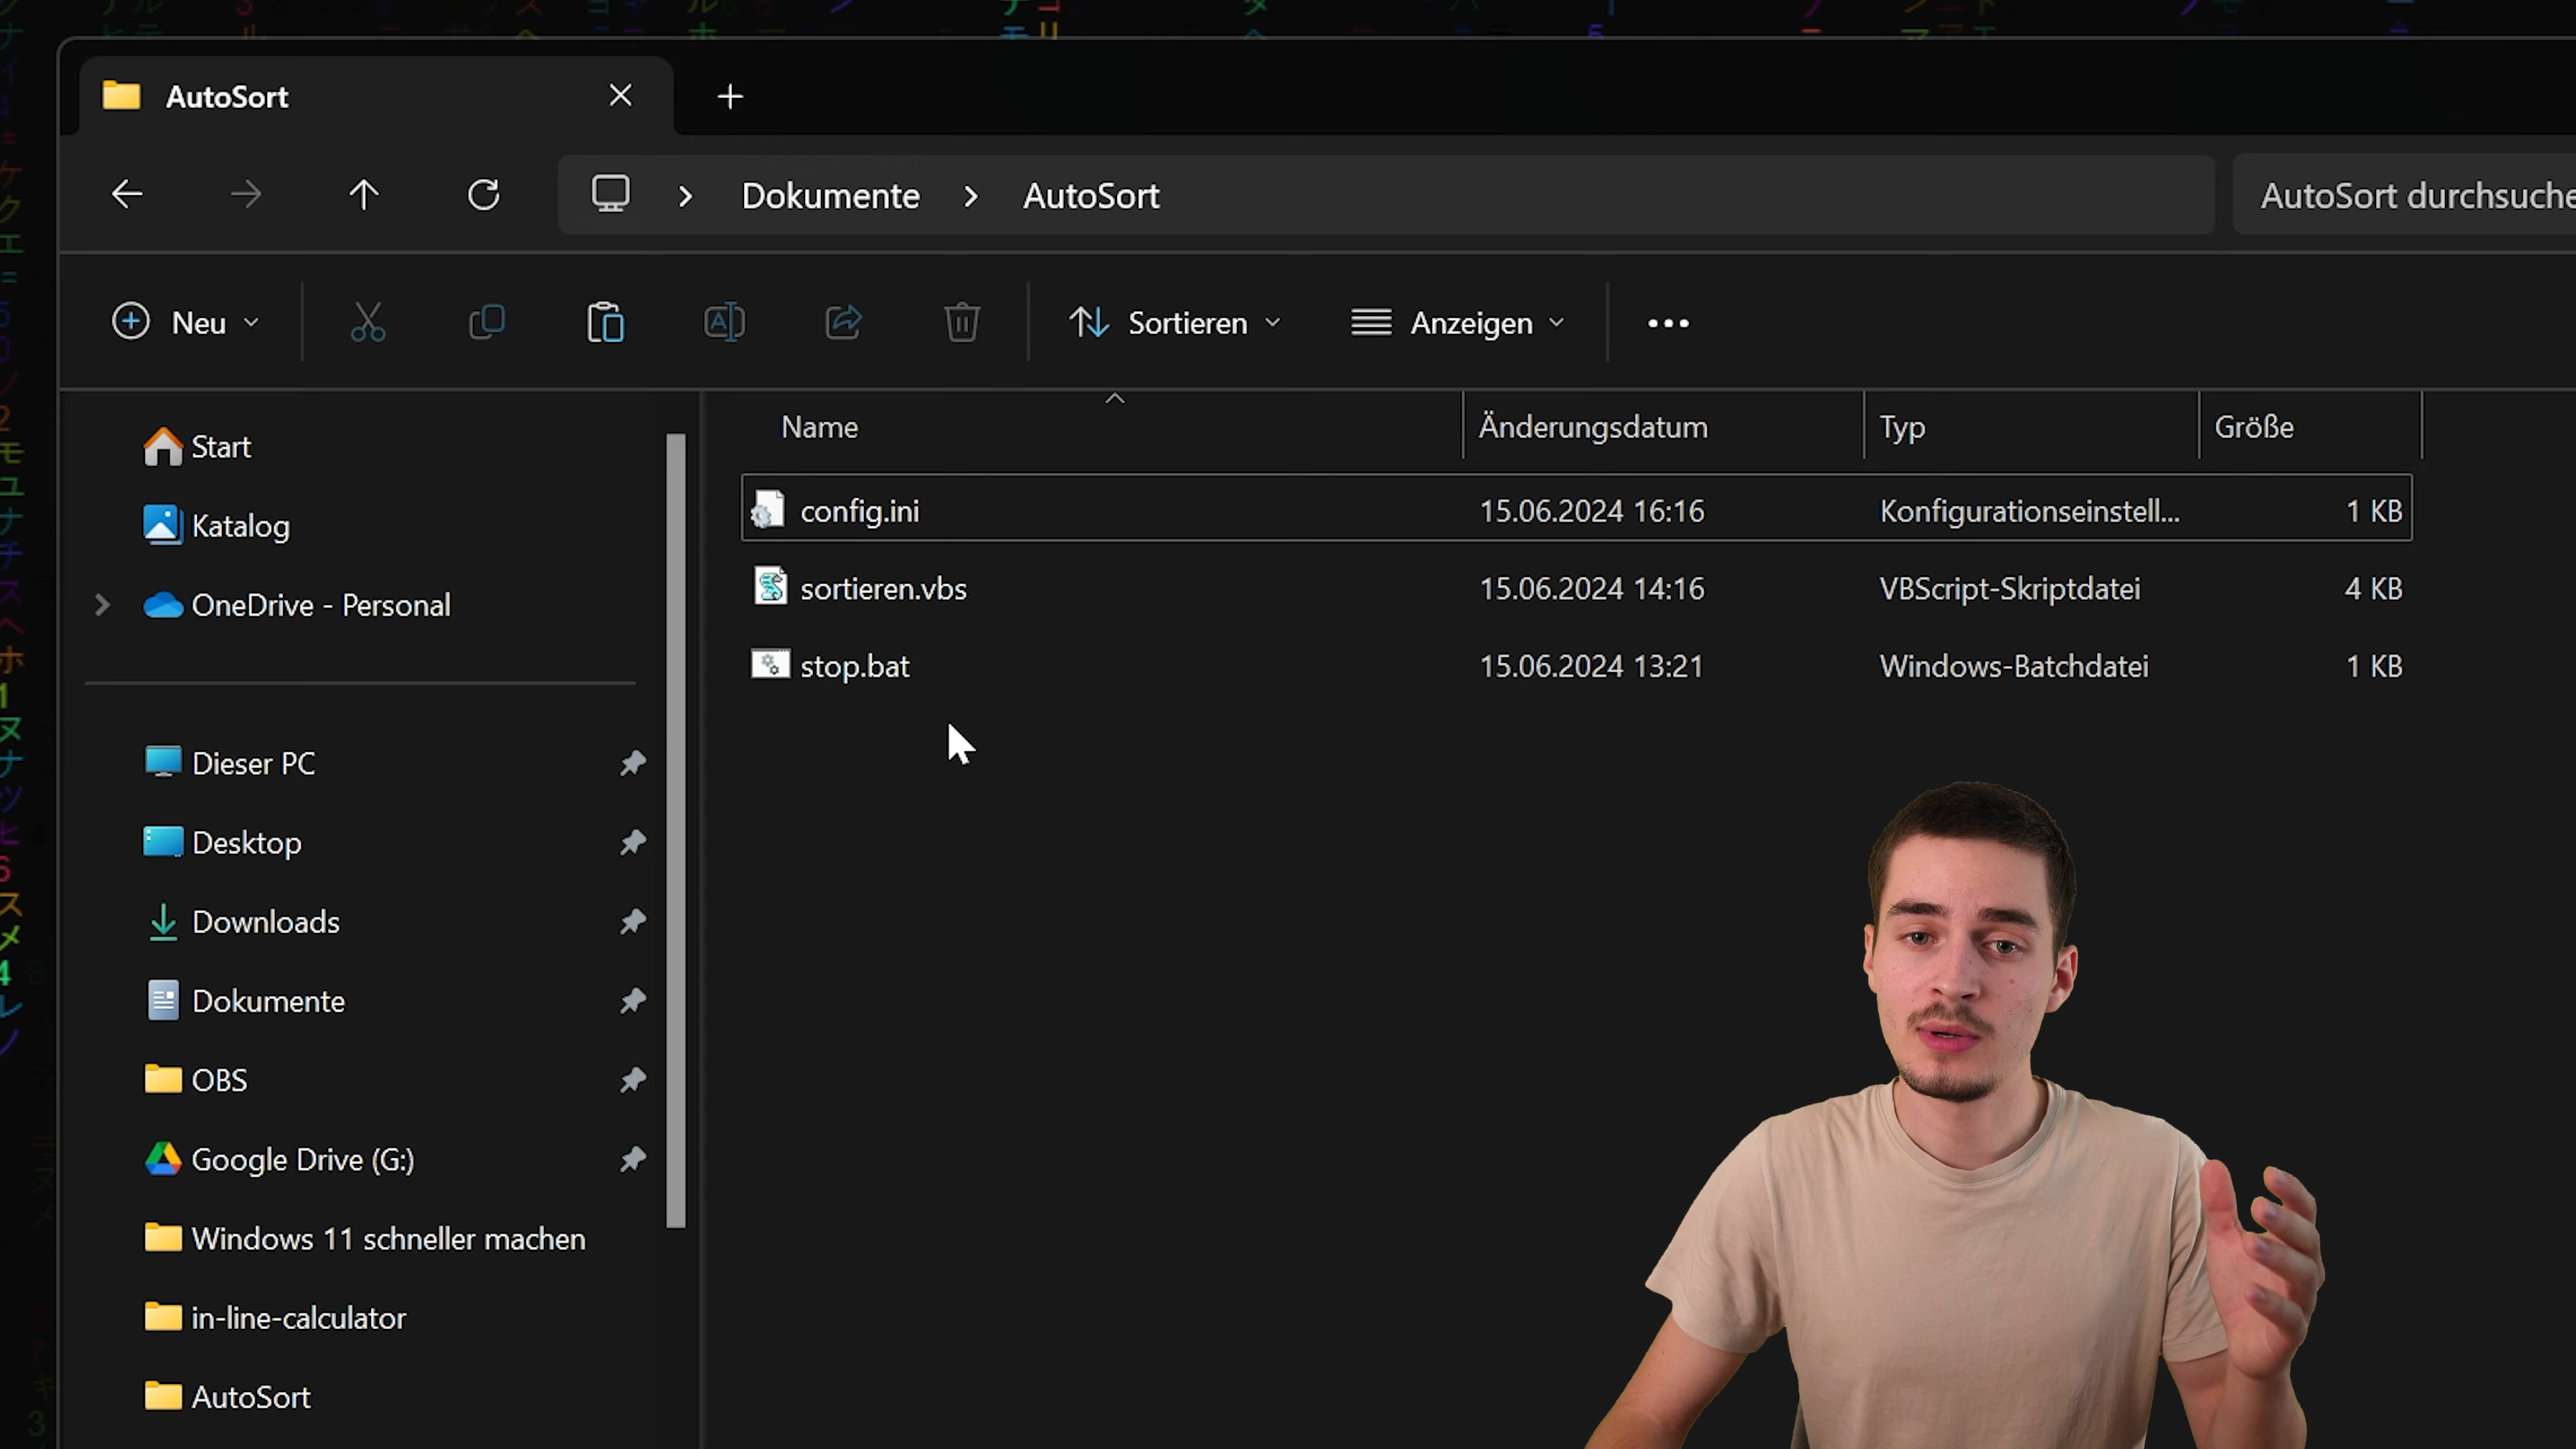 AutoSort
Dokumente > AutoSort
AutoSort durchsuche
Neu
Sortieren
Anzeigen
Name Änderungsdatum Typ Größe
config.ini 15.06.2024 16:16 Konfigurationseinstell... 1 KB
sortieren.vbs 15.06.2024 14:16 VBScript-Skriptdatei 4 KB
stop.bat 15.06.2024 13:21 Windows-Batchdatei 1 KB
Start
Katalog
OneDrive - Personal
Dieser PC
Desktop
Downloads
Dokumente
OBS
Google Drive (G:)
Windows 11 schneller machen
in-line-calculator
AutoSort